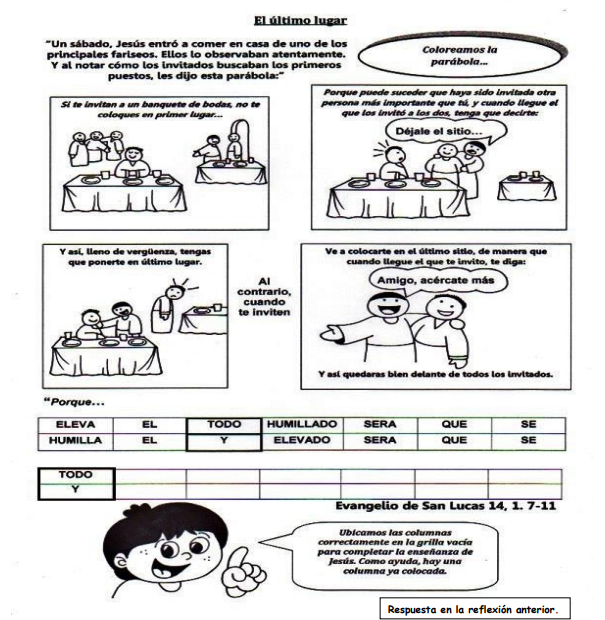 El último lugar
"Un sábado, Jesús entró a comer en casa de uno de los
principales fariseos. Ellos lo observaban atentamente.
Y al notar cómo los invitados buscaban los primeros
puestos, les dijo esta parábola:"
Coloreamos la
parábola...
Si te invitan a un banquete de bodas, no te
coloques en primer lugar...
Porque puede suceder que haya sido invitada otra
persona más importante que tú, y cuando llegue el
que los invitó a los dos, tenga que decirte:
Déjale el sitio...
Y así, lleno de vergüenza, tengas
que ponerte en último lugar.
Al
contrario,
cuando
te inviten
Ve a colocarte en el último sitio, de manera que
cuando llegue el que te invito, te diga:
Amigo, acércate más
Y así quedaras bien delante de todos los invitados.
"Porque...
ELEVA EL TODO HUMILLADO SERA QUE SE
HUMILLA EL Y ELEVADO SERA QUE SE
TODO
Y
Evangelio de San Lucas 14, 1. 7-11
Ubicamos las columnas
correctamente en la grilla vacía
para completar la enseñanza de
Jesús. Como ayuda, hay una
columna ya colocada.
Respuesta en la reflexión anterior.